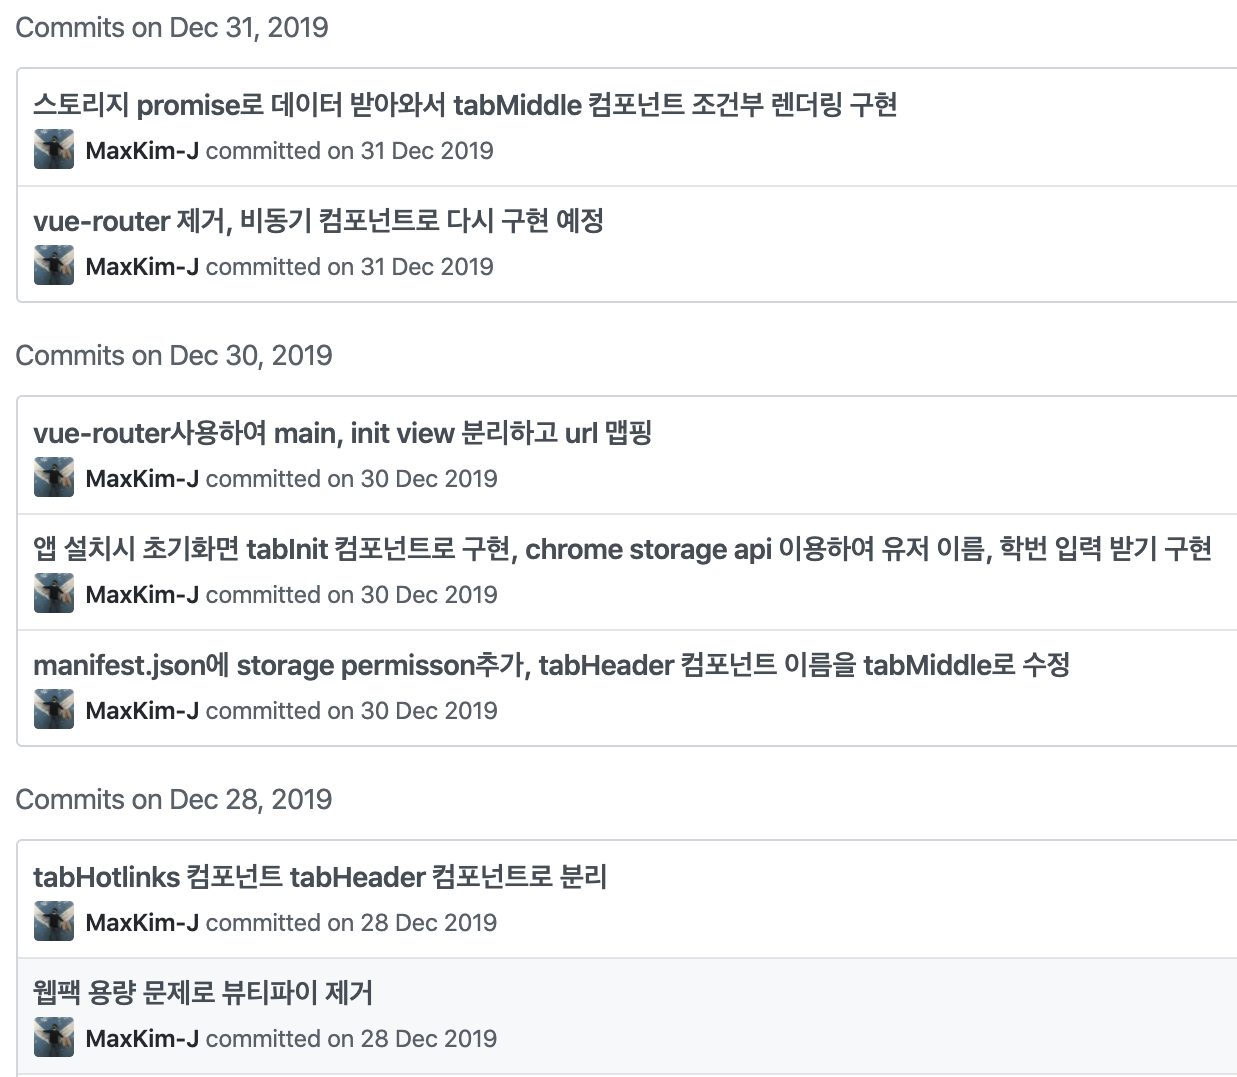 Commits on Dec 31, 2019
스토리지 promise로 데이터 받아와서 tabMiddle 컴포넌트 조건부 렌더링 구현
MaxKim-J committed on 31 Dec 2019
vue-router 제거, 비동기 컴포넌트로 다시 구현 예정
MaxKim-J committed on 31 Dec 2019
Commits on Dec 30, 2019
vue-router사용하여 main, init view 분리하고 url 맵핑
MaxKim-J committed on 30 Dec 2019
앱 설치시 초기화면 tabInit 컴포넌트로 구현, chrome storage api 이용하여 유저 이름, 학번 입력 받기 구현
MaxKim-J committed on 30 Dec 2019
manifest.json에 storage permisson추가, tabHeader 컴포넌트 이름을 tabMiddle로 수정
MaxKim-J committed on 30 Dec 2019
Commits on Dec 28, 2019
tabHotlinks 컴포넌트 tabHeader 컴포넌트로 분리
MaxKim-J committed on 28 Dec 2019
웹팩 용량 문제로 뷰티파이 제거
MaxKim-J committed on 28 Dec 2019